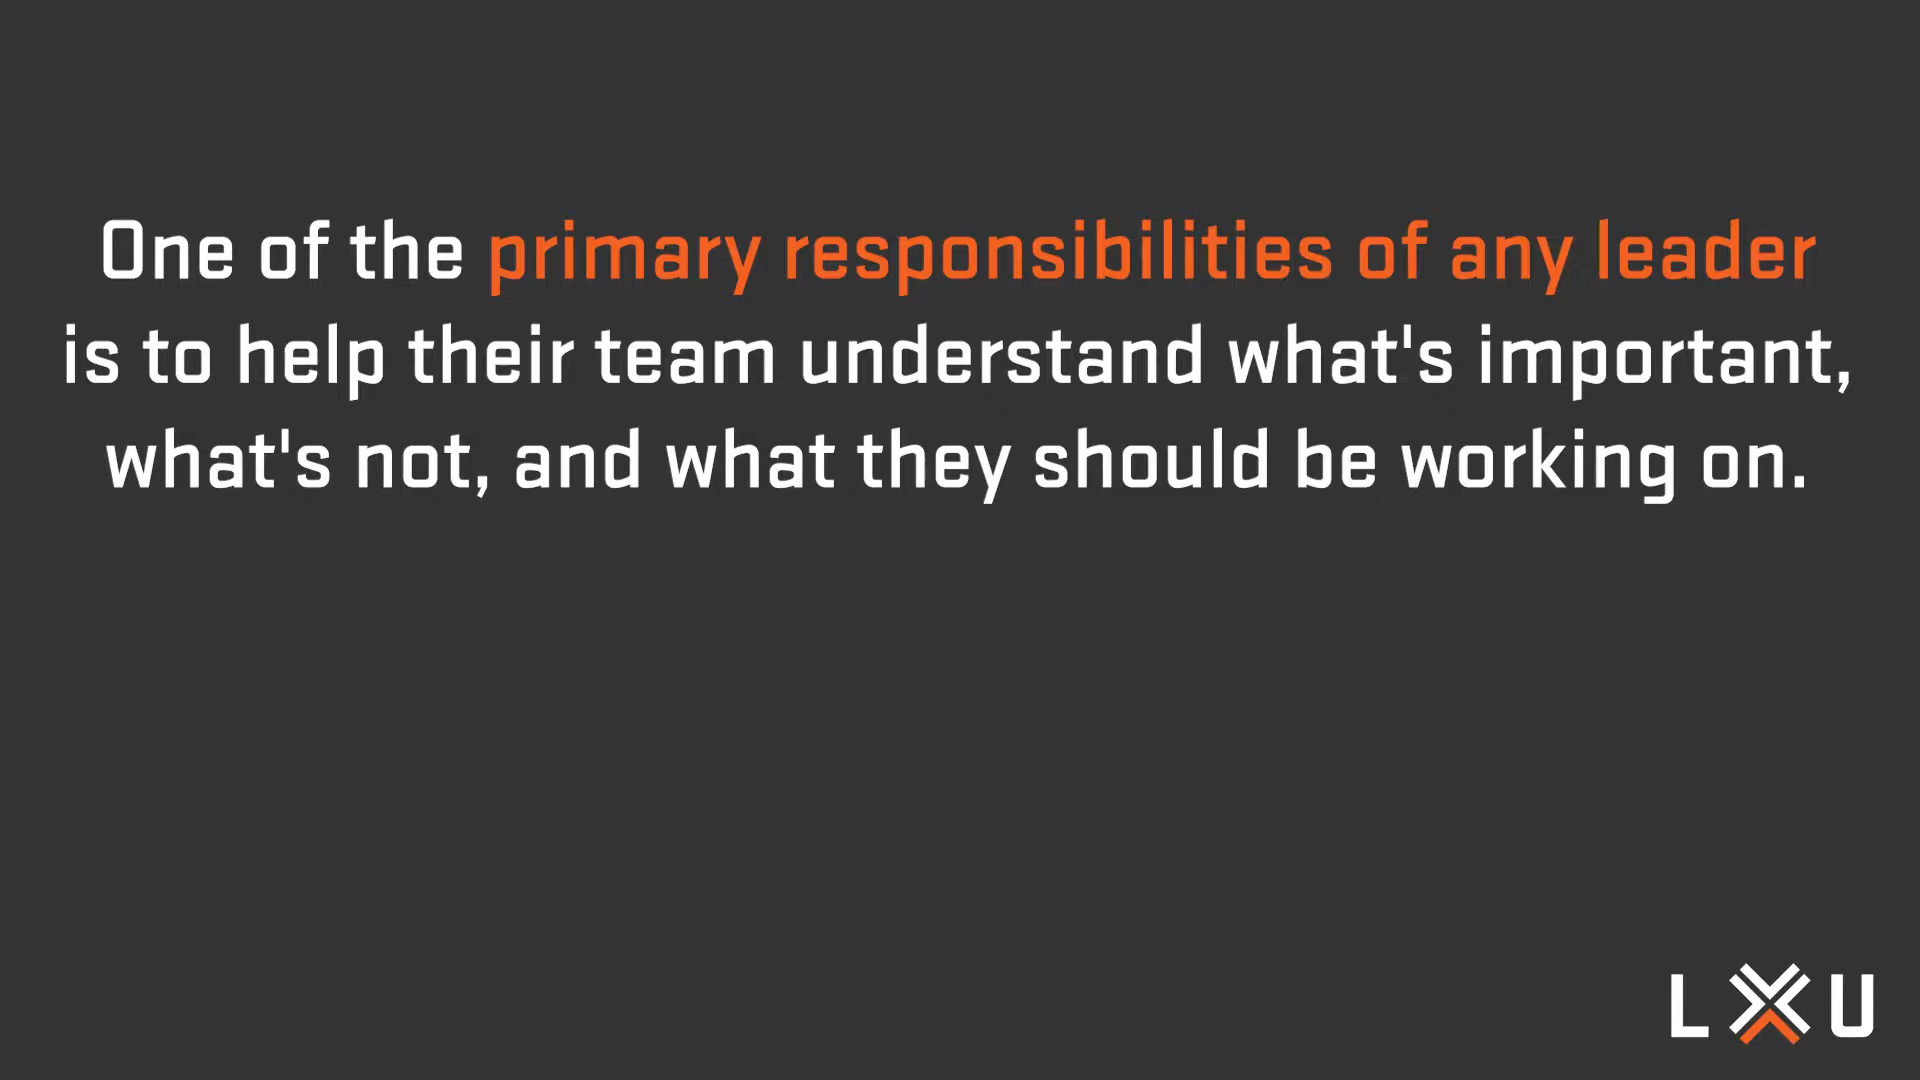 One of the primary responsibilities of any leader
is to help their team understand what's important,
what's not, and what they should be working on.
LXU